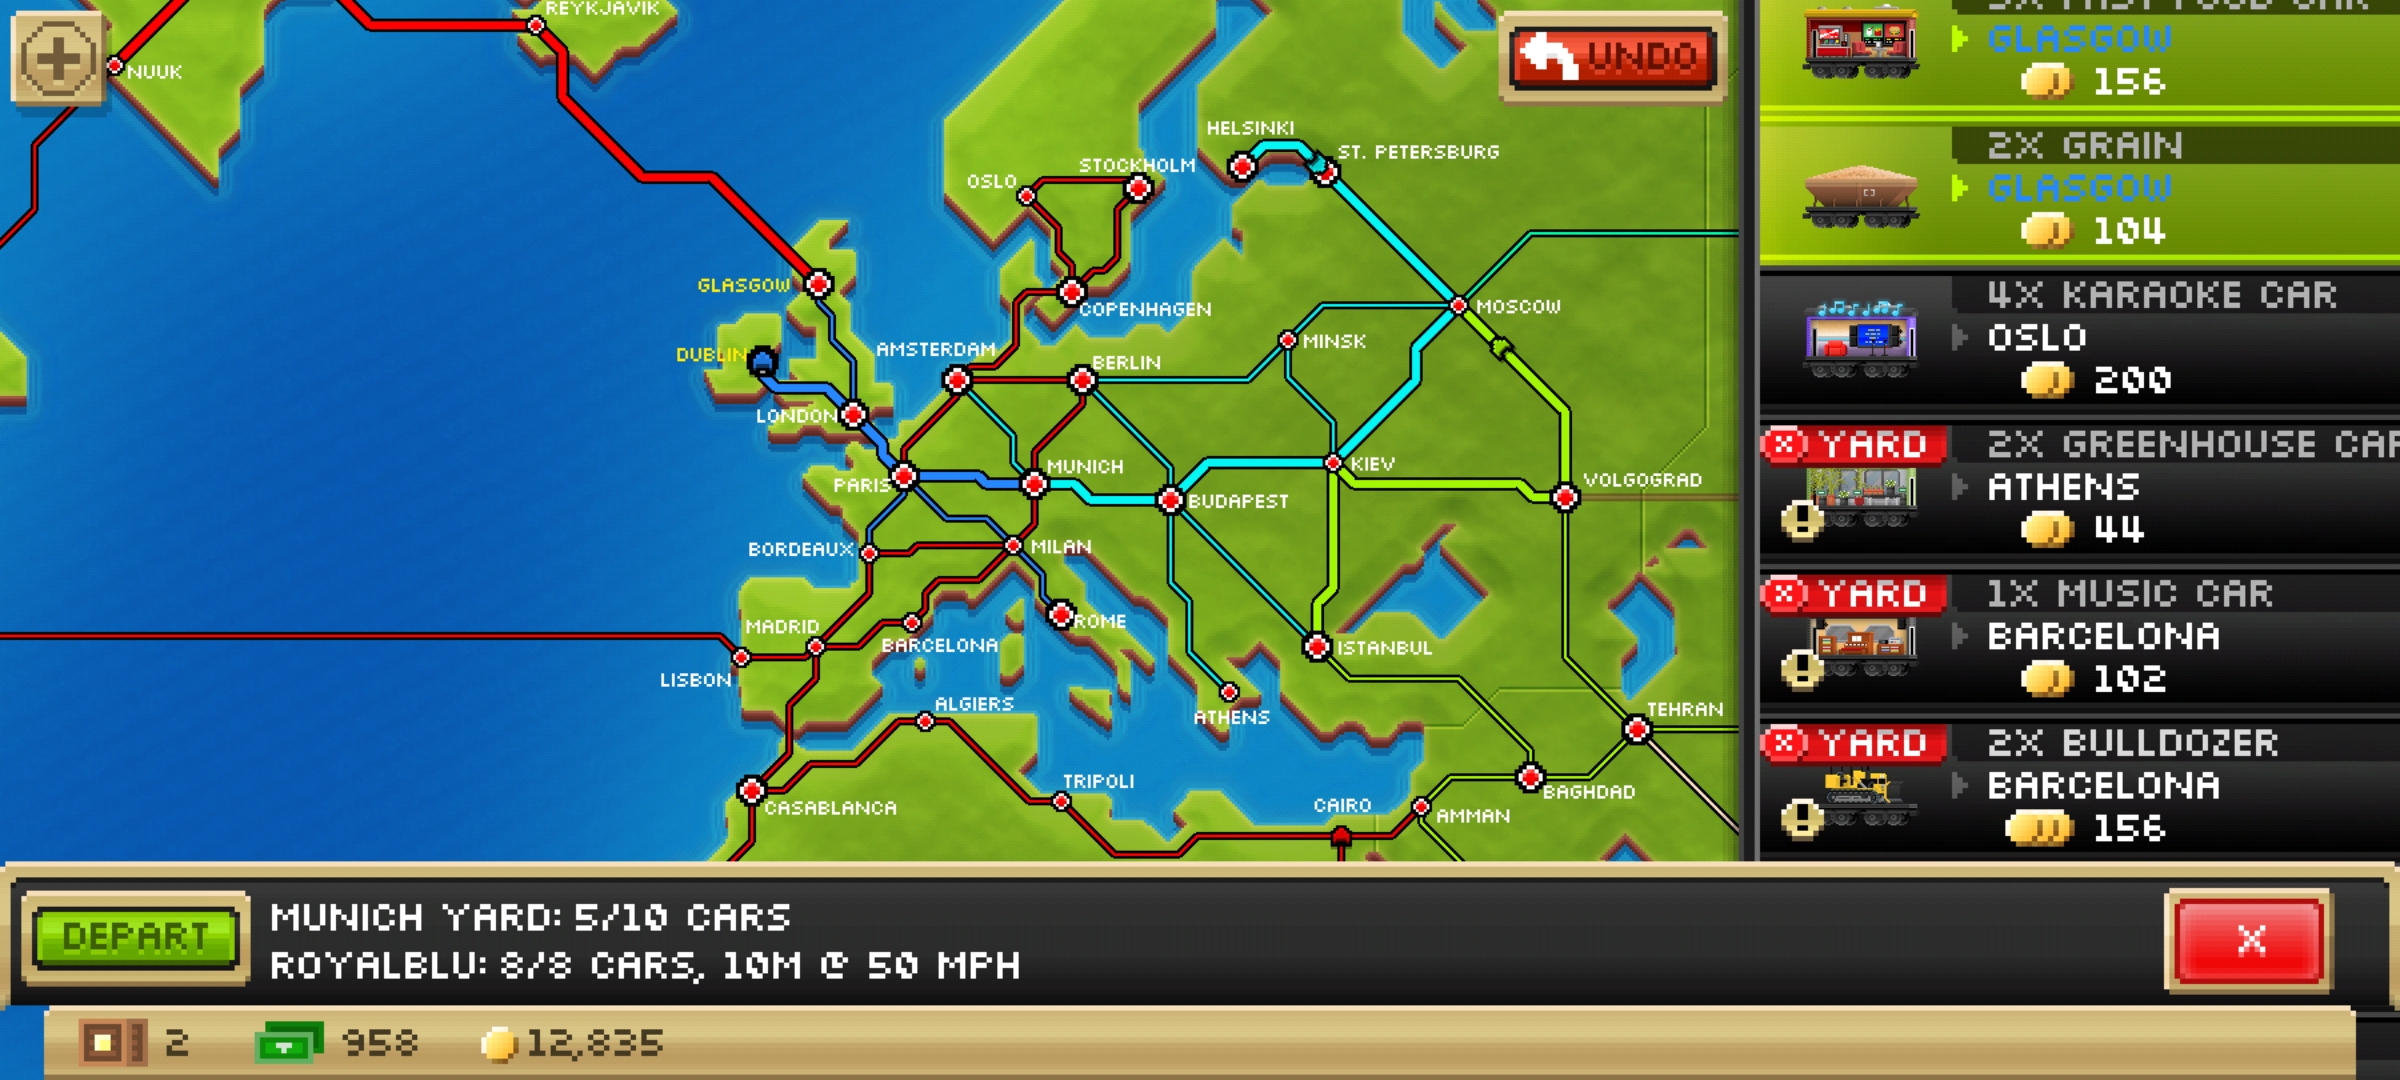 REYKJAVIK
NUUK
UNDO
HELSINKI
ST. PETERSBURG
STOCKHOLM
OSLO
GLASGOW
COPENHAGEN
MOSCOW
MINSK
DUBLIN
AMSTERDAM
BERLIN
LONDON
MUNICH
KIEV
PARIS
BUDAPEST
VOLGOGRAD
BORDEAUX
MILAN
MADRID
ROME
BARCELONA
ISTANBUL
LISBON
ALGIERS
ATHENS
TEHRAN
TRIPOLI
CASABLANCA
CAIRO
BAGHDAD
AMMAN
3X FAST FOOD CAR
GLASGOW
156
2X GRAIN
GLASGOW
104
4X KARAOKE CAR
OSLO
200
X YARD
2X GREENHOUSE CAR
ATHENS
44
X YARD
1X MUSIC CAR
BARCELONA
102
X YARD
2X BULLDOZER
BARCELONA
156
DEPART
MUNICH YARD: 5/10 CARS
ROYALBLU: 8/8 CARS, 10M @ 50 MPH
X
2
958
12,835